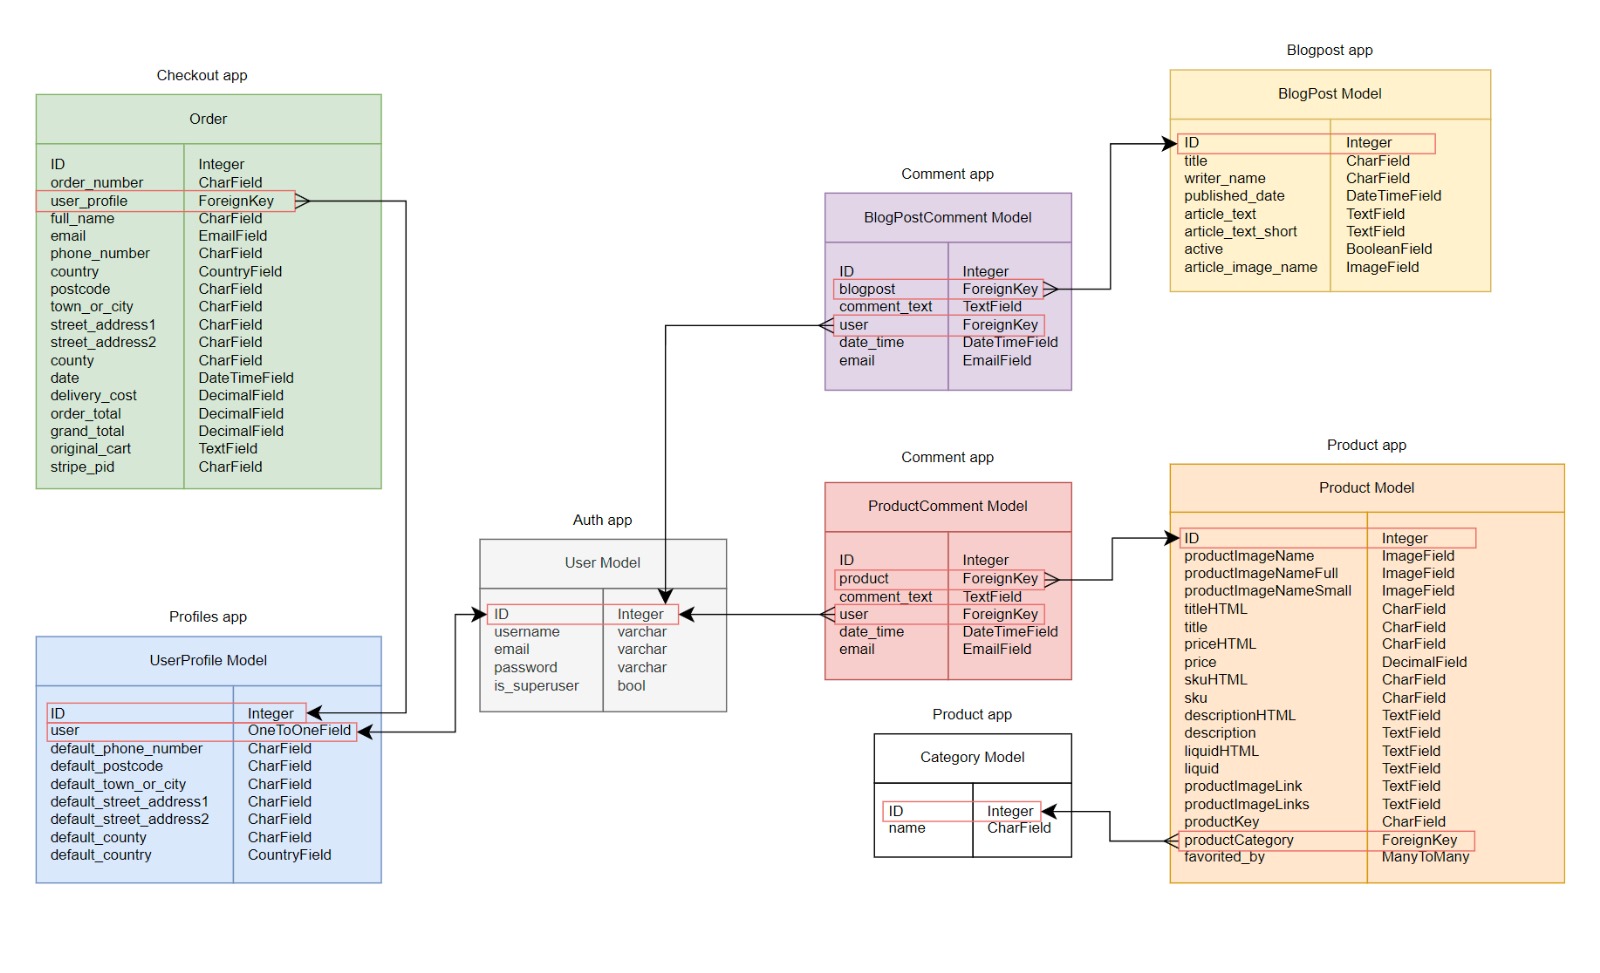 Checkout app
Order
ID Integer
order_number CharField
user_profile ForeignKey
full_name CharField
email EmailField
phone_number CharField
country CountryField
postcode CharField
town_or_city CharField
street_address1 CharField
street_address2 CharField
county CharField
date DateTimeField
delivery_cost DecimalField
order_total DecimalField
grand_total DecimalField
original_cart TextField
stripe_pid CharField
Profiles app
UserProfile Model
ID Integer
user OneToOneField
default_phone_number CharField
default_postcode CharField
default_town_or_city CharField
default_street_address1 CharField
default_street_address2 CharField
default_county CharField
default_country CountryField
Auth app
User Model
ID Integer
username varchar
email varchar
password varchar
is_superuser bool
Comment app
BlogPostComment Model
ID Integer
blogpost ForeignKey
comment_text TextField
user ForeignKey
date_time DateTimeField
email EmailField
Comment app
ProductComment Model
ID Integer
product ForeignKey
comment_text TextField
user ForeignKey
date_time DateTimeField
email EmailField
Product app
Category Model
ID Integer
name CharField
Blogpost app
BlogPost Model
ID Integer
title CharField
writer_name CharField
published_date DateTimeField
article_text TextField
article_text_short TextField
active BooleanField
article_image_name ImageField
Product app
Product Model
ID Integer
productImageName ImageField
productImageNameFull ImageField
productImageNameSmall ImageField
titleHTML CharField
title CharField
priceHTML CharField
price DecimalField
skuHTML CharField
sku CharField
descriptionHTML TextField
description TextField
liquidHTML TextField
liquid TextField
productImageLink TextField
productImageLinks TextField
productKey CharField
productCategory ForeignKey
favorited_by ManyToMany